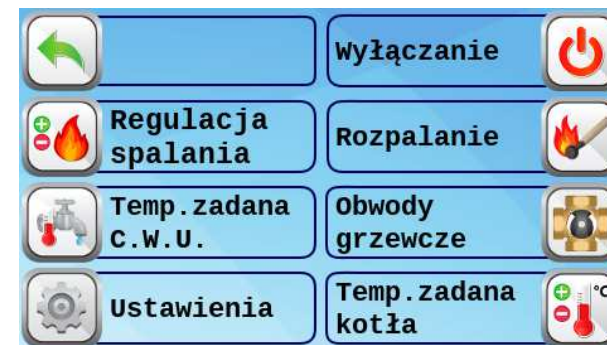 Wyłączanie
Regulacja
spalania
Rozpalanie
Temp.zadana
C.W.U.
Obwody
grzewcze
Ustawienia
Temp.zadana
kotła
°C